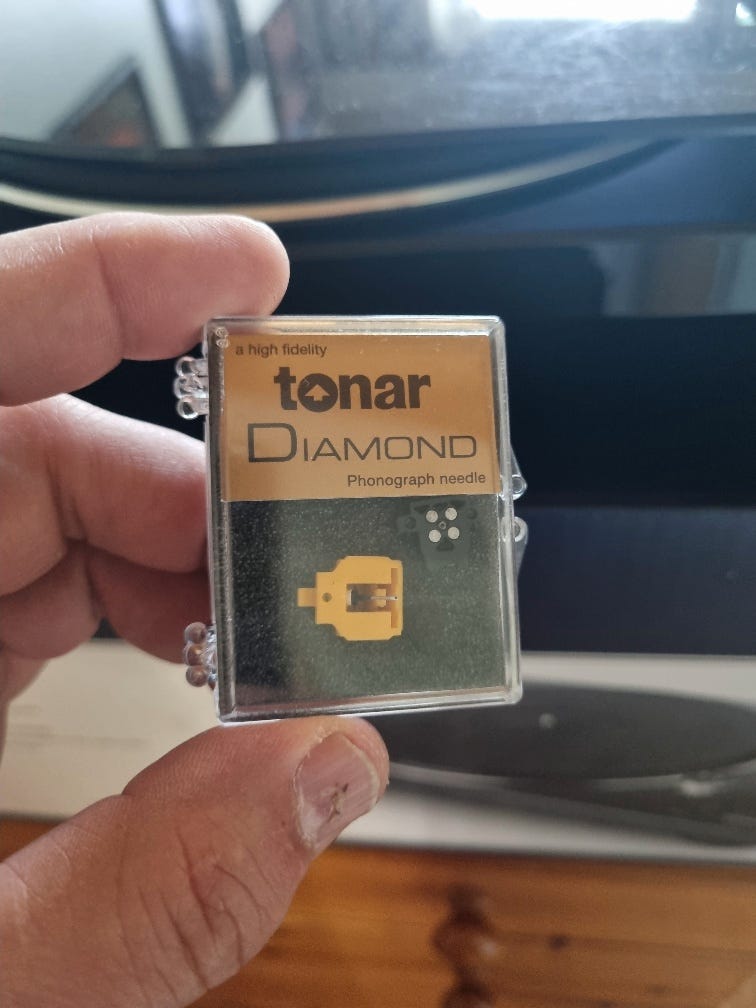 a high fidelity
tonar
DIAMOND
Phonograph needle